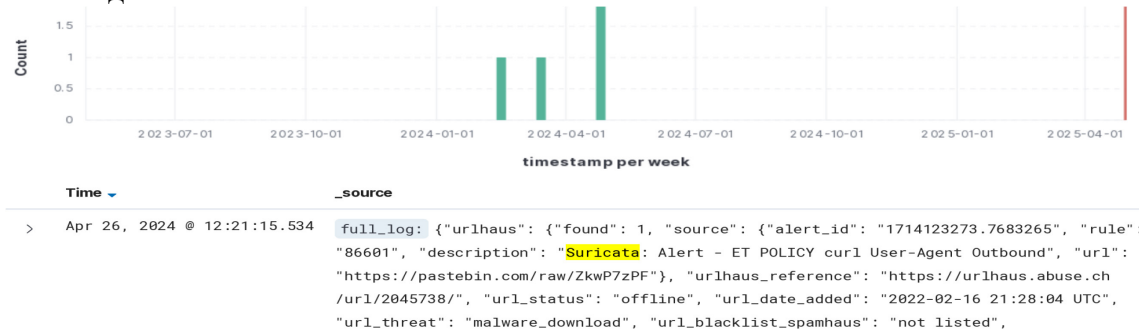 1.5
1
0.5
0
Count
2023-07-01 2023-10-01 2024-01-01 2024-04-01 2024-07-01 2024-10-01 2025-01-01 2025-04-01
timestamp per week
Time _source
Apr 26, 2024 @ 12:21:15.534 full_log: {"urlhaus": {"found": 1, "source": {"alert_id": "1714123273.7683265", "rule":
"86601", "description": "Suricata: Alert - ET POLICY curl User-Agent Outbound", "url":
"https://pastebin.com/raw/ZkwP7zPF"}, "urlhaus_reference": "https://urlhaus.abuse.ch
/url/2045738/", "url_status": "offline", "url_date_added": "2022-02-16 21:28:04 UTC",
"url_threat": "malware_download", "url_blacklist_spamhaus": "not listed",